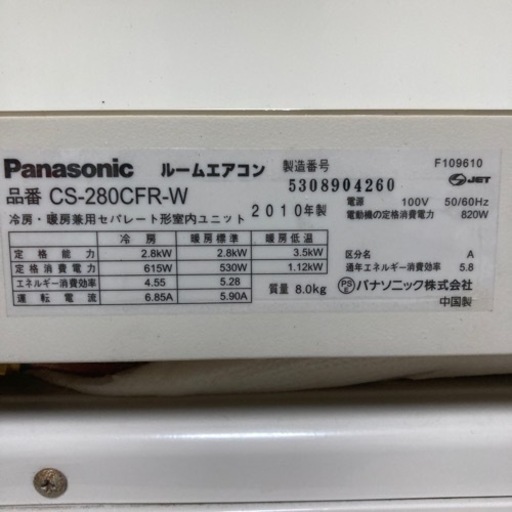 Panasonic ルームエアコン 製造番号 F109610
5308904260 JET
品番 CS-280CFR-W
冷房・暖房兼用セパレート形室内ユニット 2010年製
電源 100V 50/60Hz
電動機の定格消費電力 820W
冷房 暖房標準 暖房低温
定格能力 2.8kW 2.8kW 3.5kW
定格消費電力 615W 530W 1.12kW
エネルギー消費効率 4.55 5.28
運転電流 6.85A 5.90A
質量 8.0kg
区分名 A
通年エネルギー消費効率 5.8
PSE パナソニック株式会社
中国製